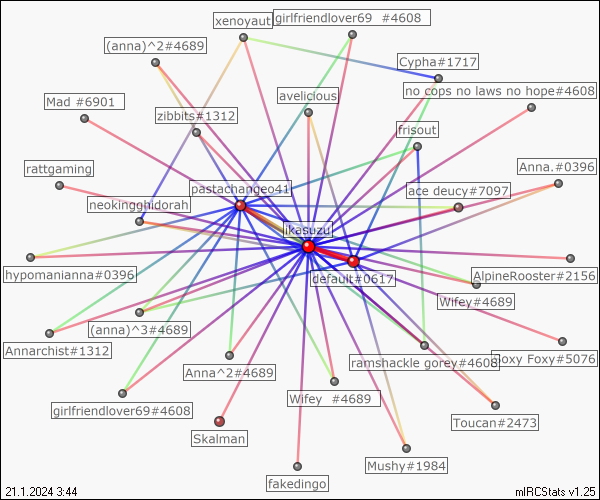 xenoyaut
girlfriendlover69 #4608
(anna)^2#4689
Cypha#1717
no cops no laws no hope#4608
Mad #6901
avelicious
zibbits#1312
frisout
rattgaming
Anna.#0396
pastachangeo41
ace deucy#7097
neokingghidorah
likasuzu
hypomanianna#0396
default#0617
AlpineRooster#2156
Wifey#4689
(anna)^3#4689
Annarchist#1312
ramshackle gorey#4608
oxy Foxy#5076
Anna^2#4689
Wifey #4689
girlfriendlover69#4608
Toucan#2473
Skalman
Mushy#1984
fakedingo
21.1.2024 3:44
mIRCStats v1.25